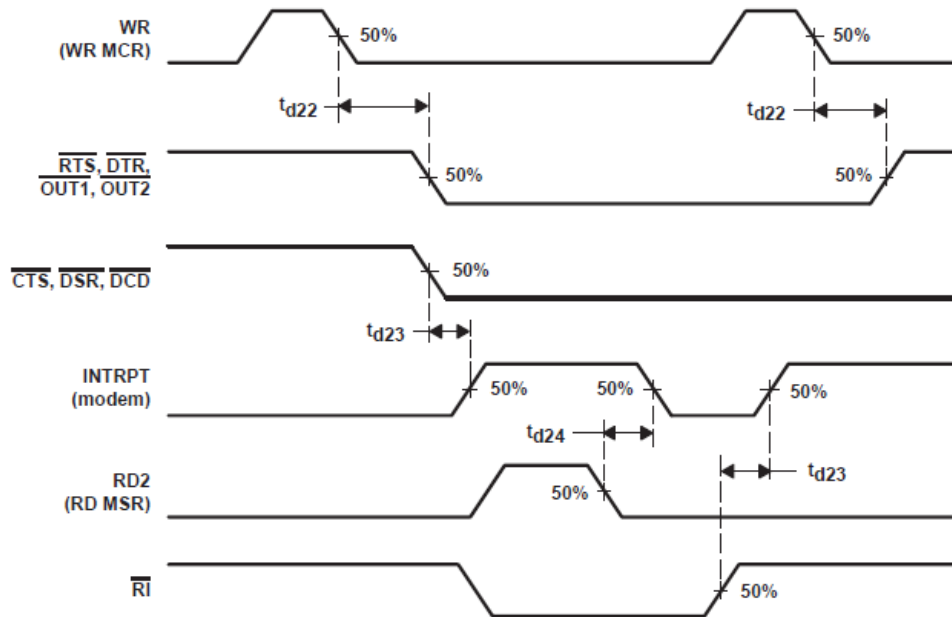 WR
(WR MCR)
50%
50%
td22
td22
RTS, DTR,
OUT1, OUT2
50%
50%
CTS, DSR, DCD
50%
td23
INTRPT
(modem)
50%
50%
50%
td24
td23
RD2
(RD MSR)
50%
RI
50%